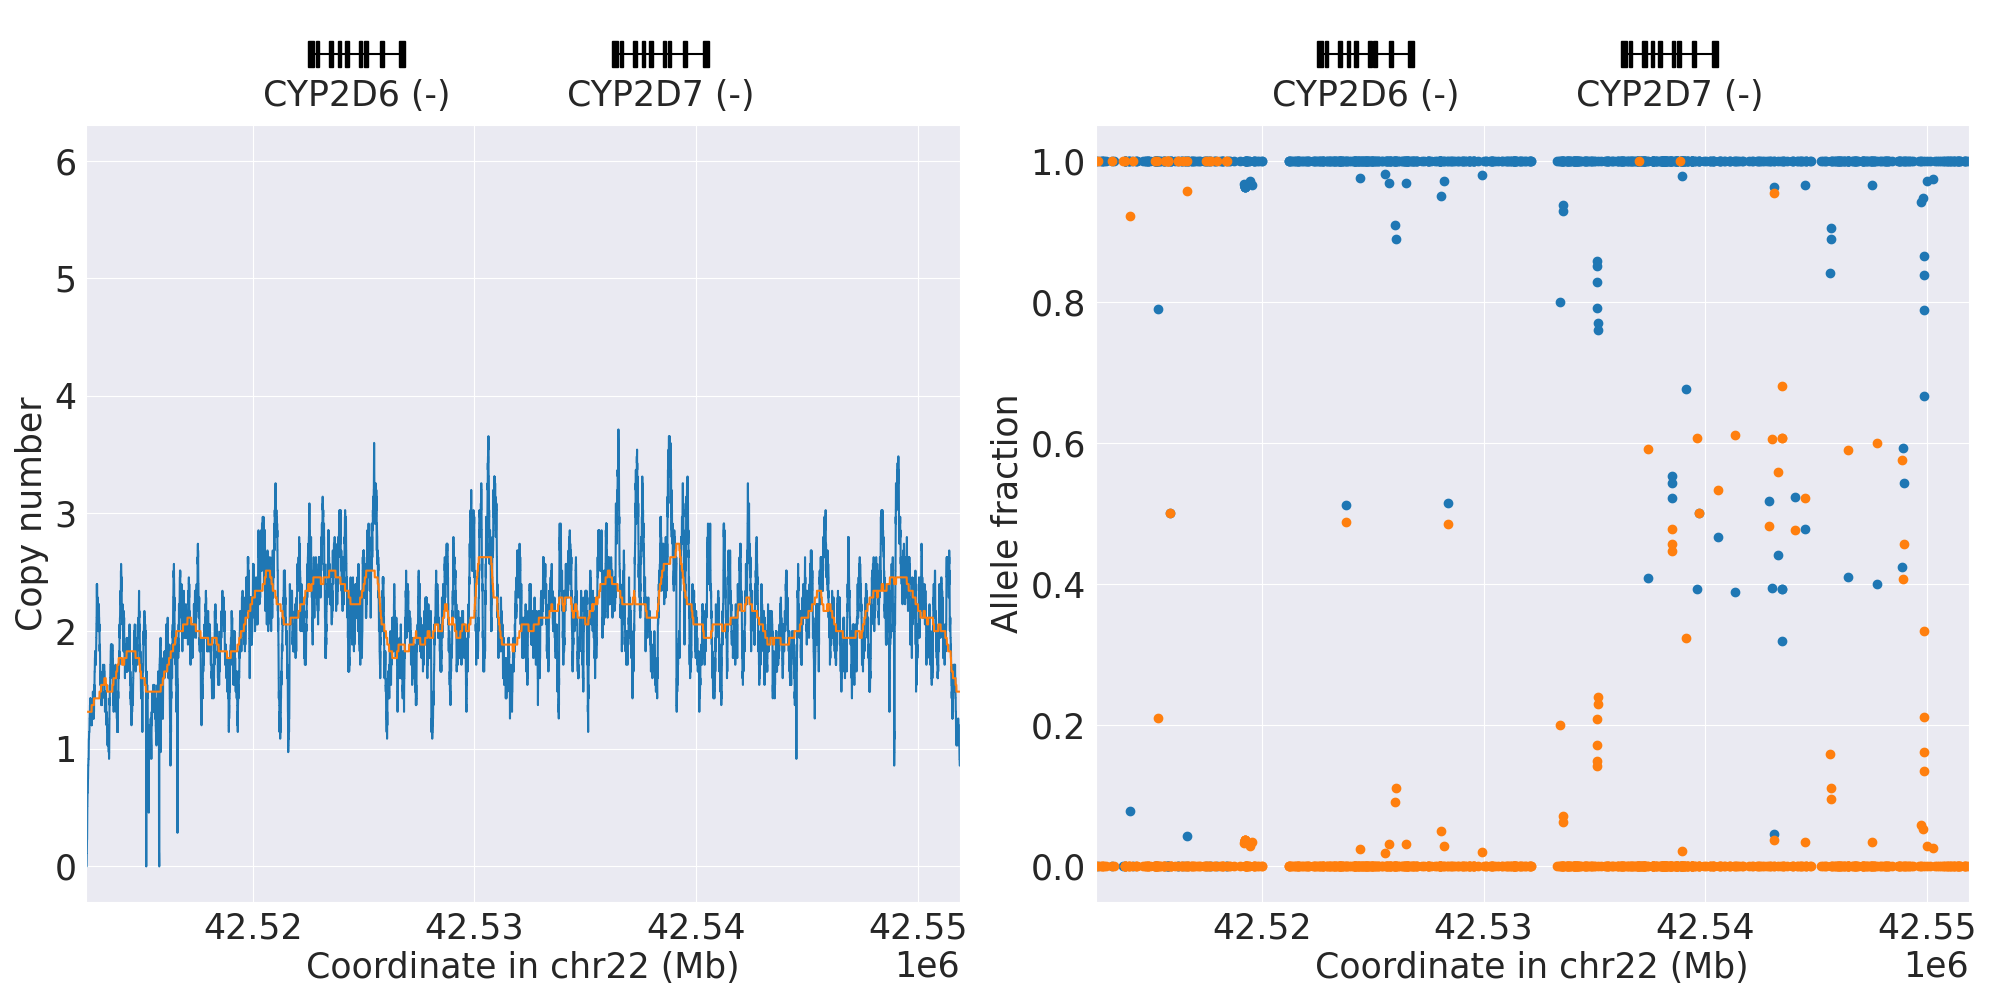 CYP2D6 (-)
CYP2D7 (-)
6
5
4
3
2
1
0
Copy number
42.52
42.53
42.54
42.55
1e6
Coordinate in chr22 (Mb)
CYP2D6 (-)
CYP2D7 (-)
1.0
0.8
0.6
0.4
0.2
0.0
Allele fraction
42.52
42.53
42.54
42.55
1e6
Coordinate in chr22 (Mb)